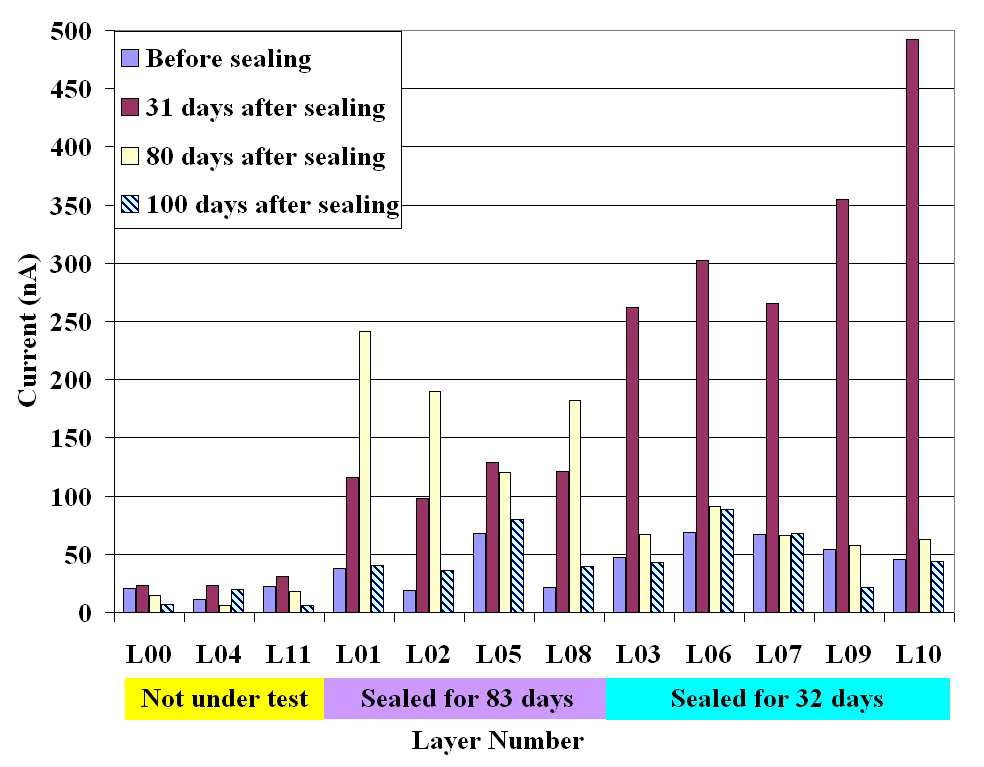 500
450
400
350
300
250
200
150
100
50
0
Current (nA)
Before sealing
31 days after sealing
80 days after sealing
100 days after sealing
L00 L04 L11 L01 L02 L05 L08 L03 L06 L07 L09 L10
Not under test Sealed for 83 days Sealed for 32 days
Layer Number